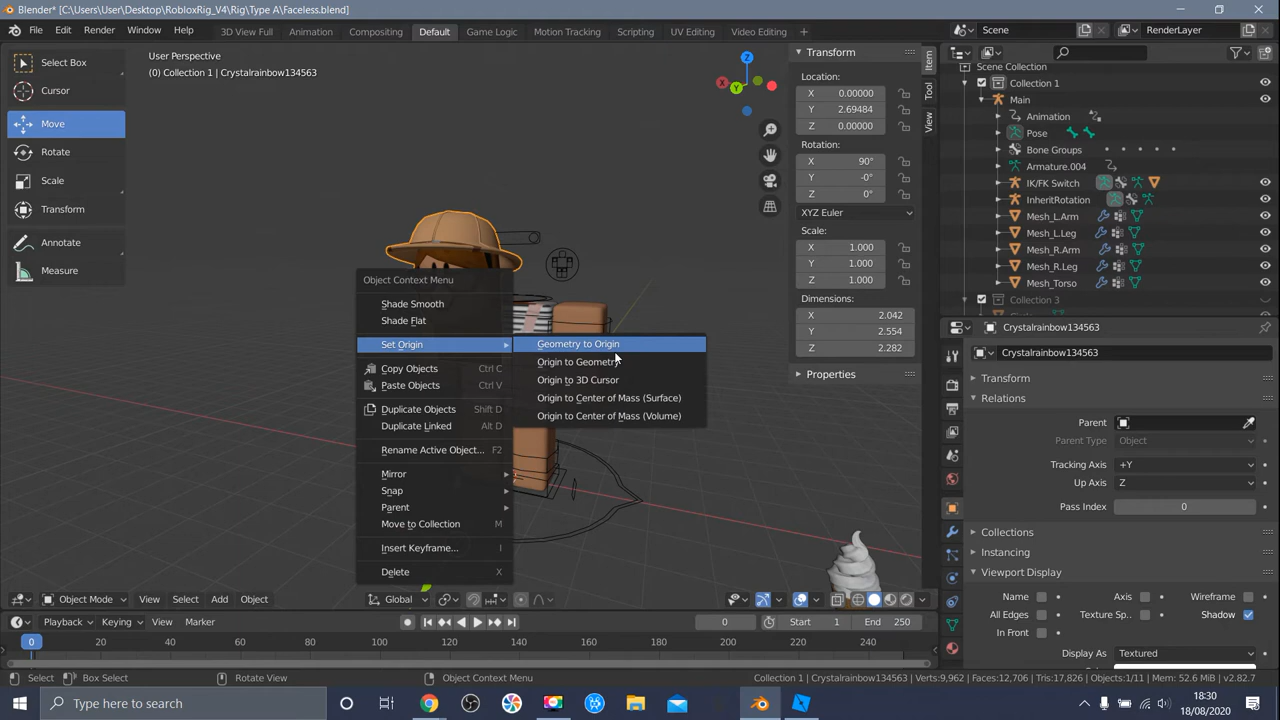 Blender* [C:\Users\User\Desktop\RobloxRig_V4\Rig\Type A\Faceless.blend]
File Edit Render Window Help 3D View Full Animation Compositing Default Game Logic Motion Tracking Scripting UV Editing Video Editing + Scene RenderLayer
User Perspective
(0) Collection 1 | Crystalrainbow134563
Select Box
Cursor
Move
Rotate
Scale
Transform
Annotate
Measure
Z
X
Y
Object Context Menu
Shade Smooth
Shade Flat
Set Origin
Copy Objects Ctrl C
Paste Objects Ctrl V
Duplicate Objects Shift D
Duplicate Linked Alt D
Rename Active Object... F2
Mirror
Snap
Parent
Move to Collection M
Insert Keyframe... I
Delete X
Geometry to Origin
Origin to Geometry
Origin to 3D Cursor
Origin to Center of Mass (Surface)
Origin to Center of Mass (Volume)
Transform
Location:
X 0.00000
Y 2.69484
Z 0.00000
Rotation:
X 90°
Y -0°
Z 0°
XYZ Euler
Scale:
X 1.000
Y 1.000
Z 1.000
Dimensions:
X 2.042
Y 2.554
Z 2.282
Properties
Item
Tool
View
Scene Collection
Collection 1
Main
Animation
Pose
Bone Groups
Armature.004
IK/FK Switch
InheritRotation
Mesh_L.Arm
Mesh_L.Leg
Mesh_R.Arm
Mesh_R.Leg
Mesh_Torso
Collection 3
Crystalrainbow134563
Crystalrainbow134563
Transform
Relations
Parent
Parent Type Object
Tracking Axis +Y
Up Axis Z
Pass Index 0
Collections
Instancing
Viewport Display
Name Axis Wireframe
All Edges Texture Sp.. Shadow
In Front
Display As Textured
Object Mode View Select Add Object Global
Playback Keying View Marker 0 Start 1 End 250
0 20 40 60 80 100 120 140 160 180 200 220 240
Select Box Select Rotate View Object Context Menu Collection 1 | Crystalrainbow134563 | Verts:9,962 | Faces:12,706 | Tris:17,826 | Objects:1/11 | Mem: 52.6 MiB | v2.82.7
Type here to search
18:30
18/08/2020